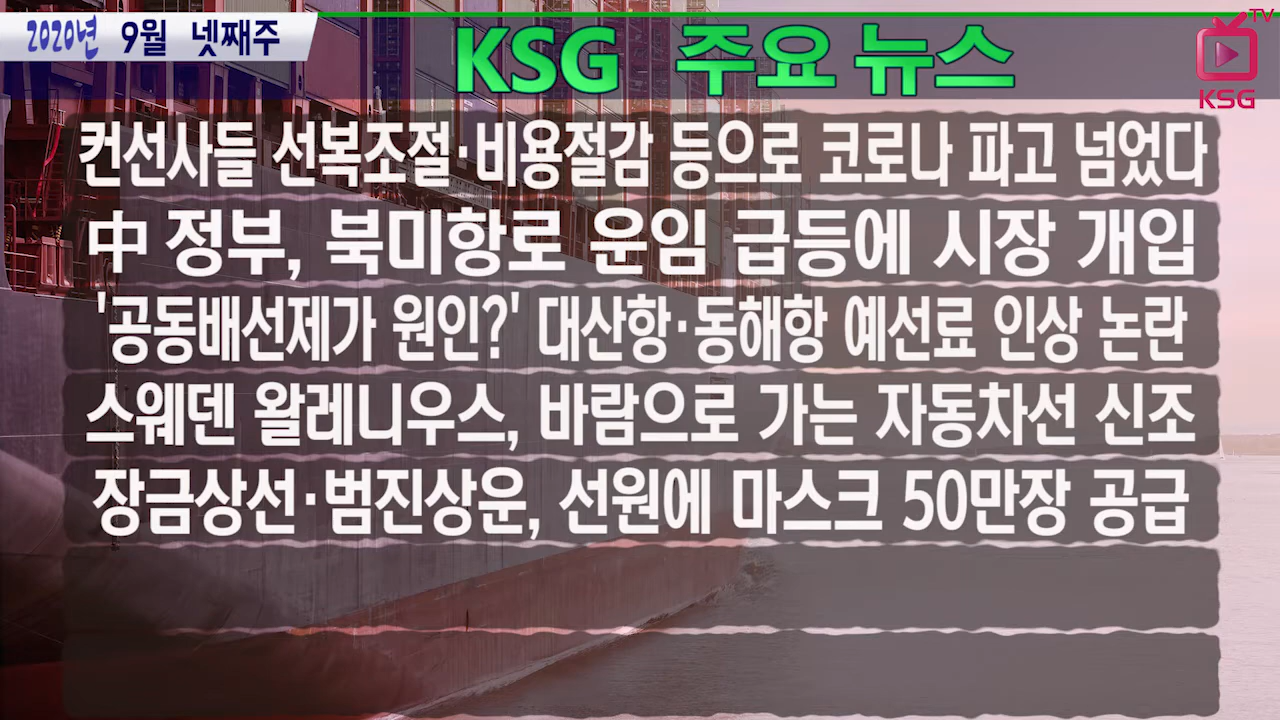 2020년 9월 넷째주
KSG 주요 뉴스
TV
KSG
컨선사들 선복조절·비용절감 등으로 코로나 파고 넘었다
中 정부, 북미항로 운임 급등에 시장 개입
'공동배선제가 원인?' 대산항·동해항 예선료 인상 논란
스웨덴 왈레니우스, 바람으로 가는 자동차선 신조
장금상선·범진상운, 선원에 마스크 50만장 공급